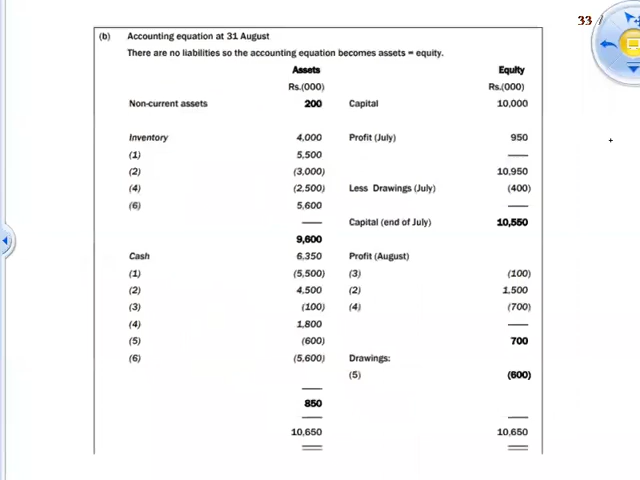 33 /
(b) Accounting equation at 31 August
There are no liabilities so the accounting equation becomes assets = equity.
Assets Equity
Rs.(000) Rs.(000)
Non-current assets 200 Capital 10,000
Inventory 4,000 Profit (July) 950
(1) 5,500
(2) (3,000) 10,950
(4) (2,500) Less Drawings (July) (400)
(6) 5,600
Capital (end of July) 10,550
9,600
Cash 6,350 Profit (August)
(1) (5,500) (3) (100)
(2) 4,500 (2) 1,500
(3) (100) (4) (700)
(4) 1,800
(5) (600) 700
(6) (5,600) Drawings:
(5) (600)
850
10,650 10,650